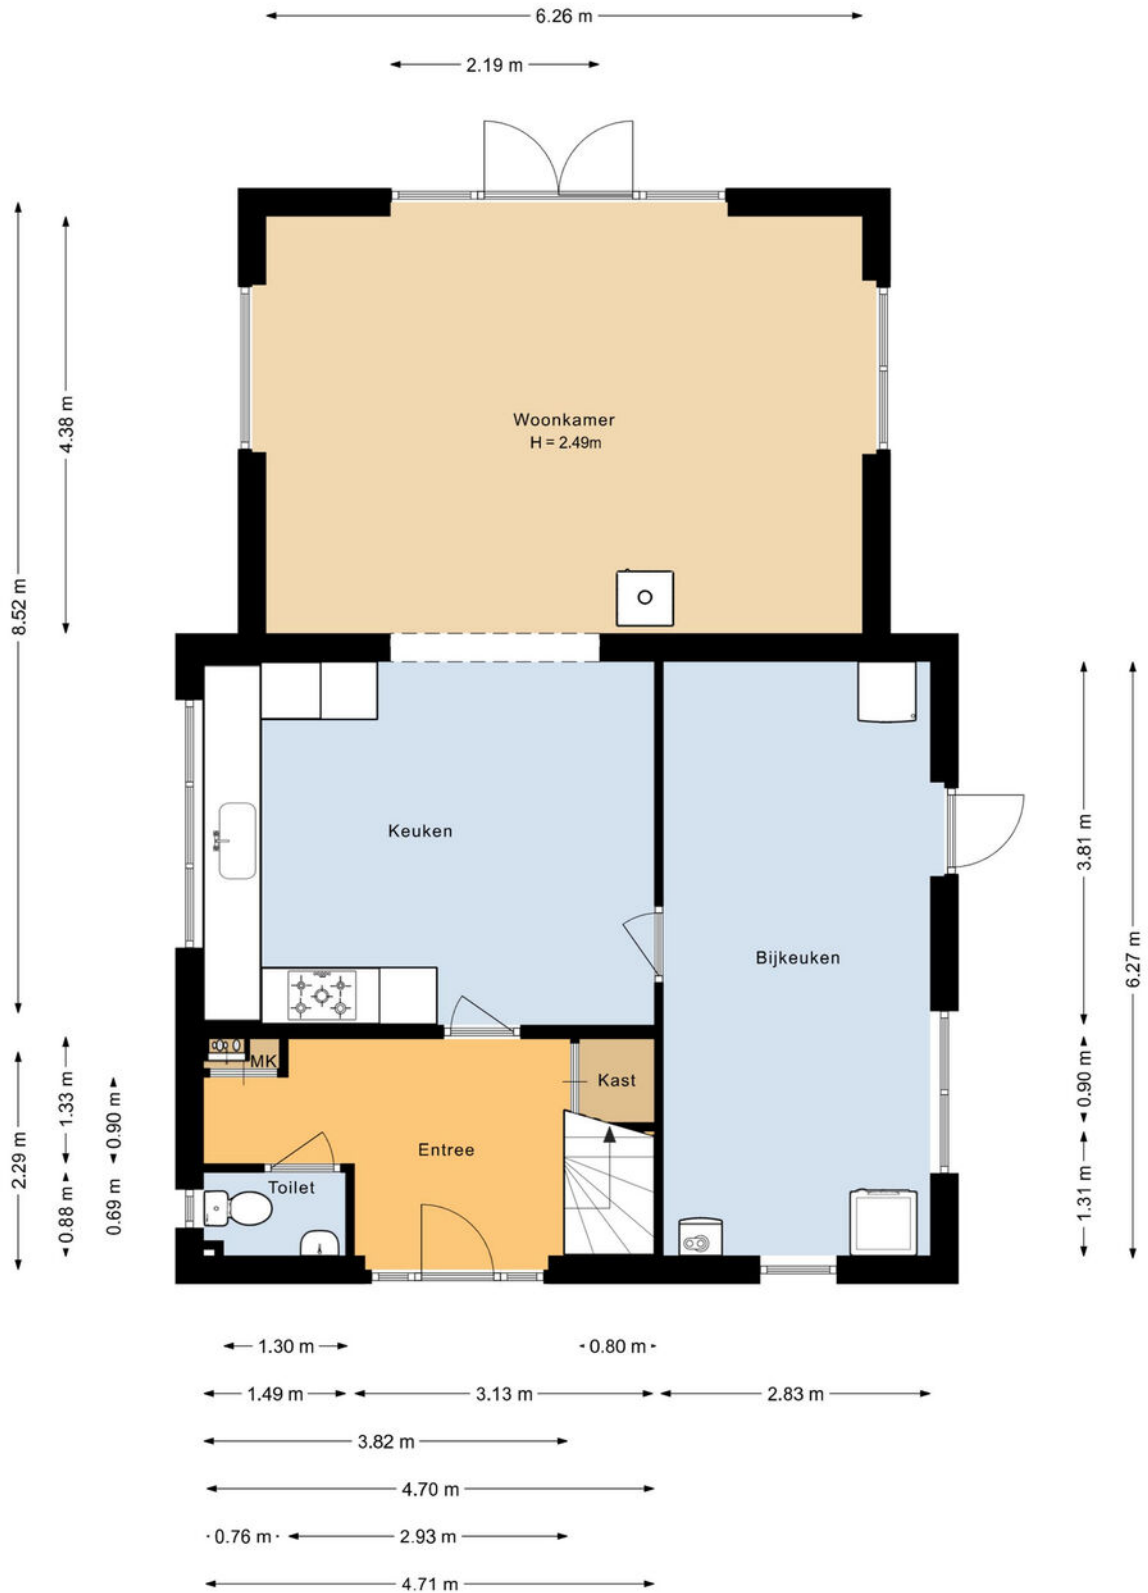 6.26 m
2.19 m
8.52 m
4.38 m
Woonkamer
H = 2.49m
Keuken
Bijkeuken
3.81 m
6.27 m
0.90 m
1.31 m
2.29 m
1.33 m
0.90 m
0.88 m
0.69 m
MK
Kast
Entree
Toilet
1.30 m
0.80 m
1.49 m
3.13 m
2.83 m
3.82 m
4.70 m
0.76 m
2.93 m
4.71 m